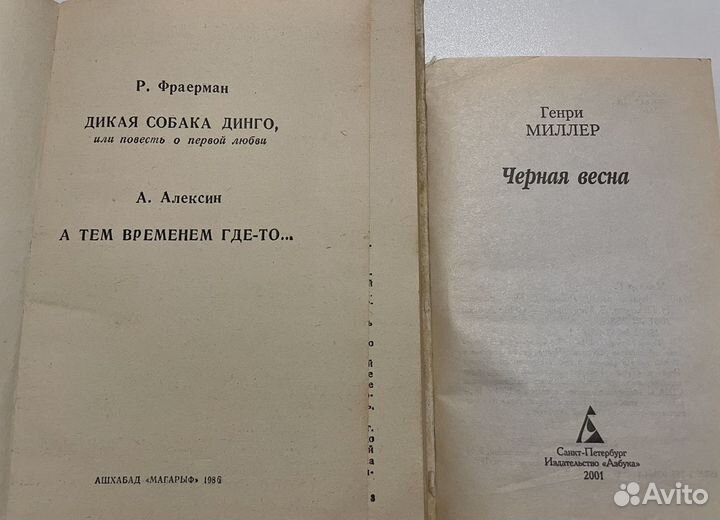 Р. Фраерман
ДИКАЯ СОБАКА ДИНГО,
или повесть о первой любви
А. Алексин
А ТЕМ ВРЕМЕНЕМ ГДЕ-ТО...
АШХАБАД «МАГАРЫФ» 1986
Генри
МИЛЛЕР
Черная весна
Санкт-Петербург
Издательство «Азбука»
2001
Avito